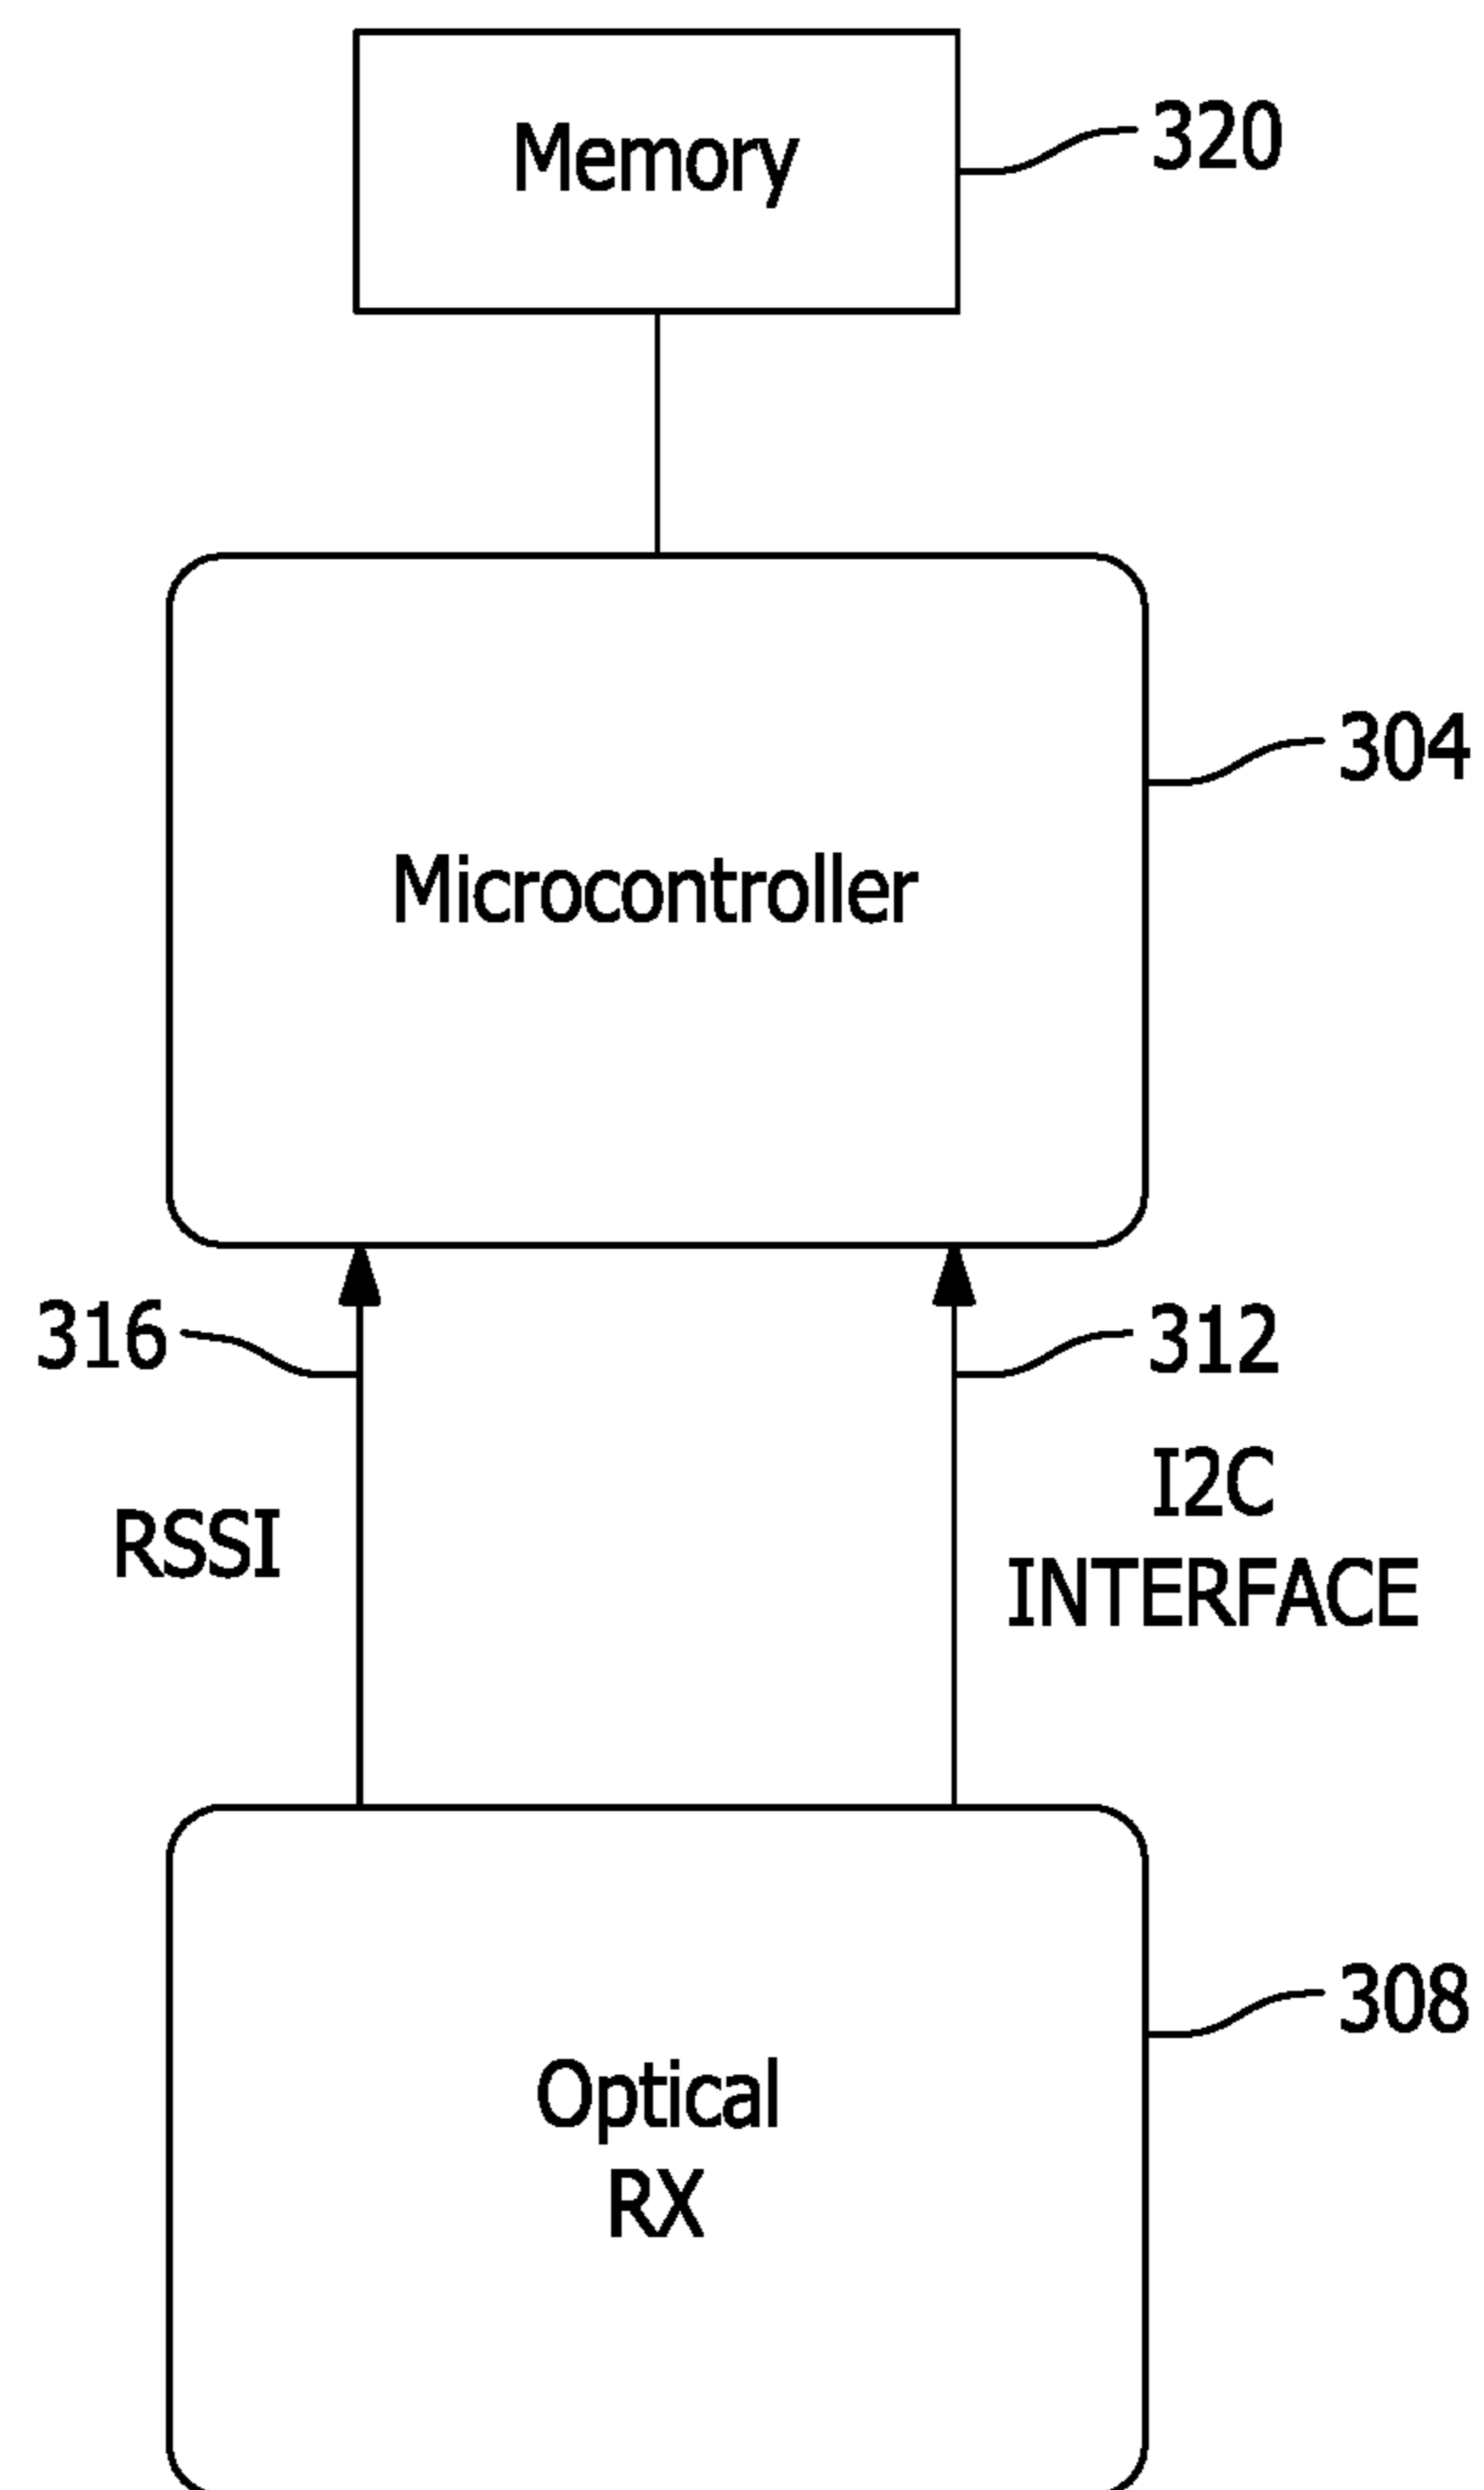 Memory
320
304
Microcontroller
316
312
RSSI
I2C
INTERFACE
308
Optical
RX